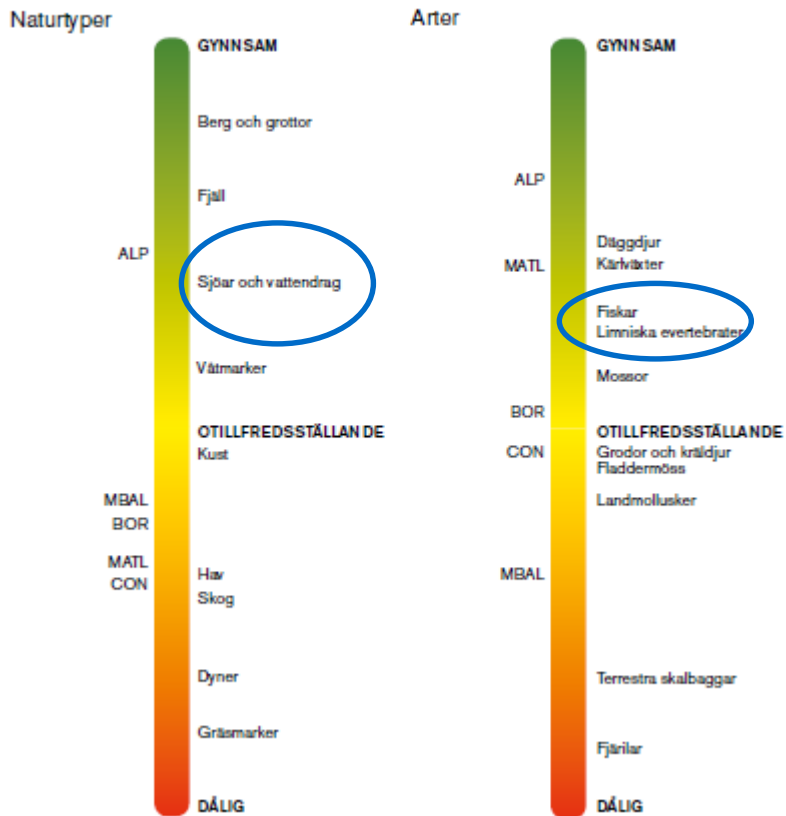 Naturtyper
GYNNSAM
Berg och grottor
Fjäll
ALP
Sjöar och vattendrag
Våtmarker
OTILLFREDSSTÄLLANDE
Kust
MBAL
BOR
MATL
CON
Hav
Skog
Dyner
Gräsmarker
DÅLIG
Arter
GYNNSAM
ALP
Däggdjur
MATL
Kärlväxter
Fiskar
Limniska evertebrater
Mossor
BOR
OTILLFREDSSTÄLLANDE
CON
Grodor och kräldjur
Fladdermöss
Landmollusker
MBAL
Terrestra skalbaggar
Fjärilar
DÅLIG